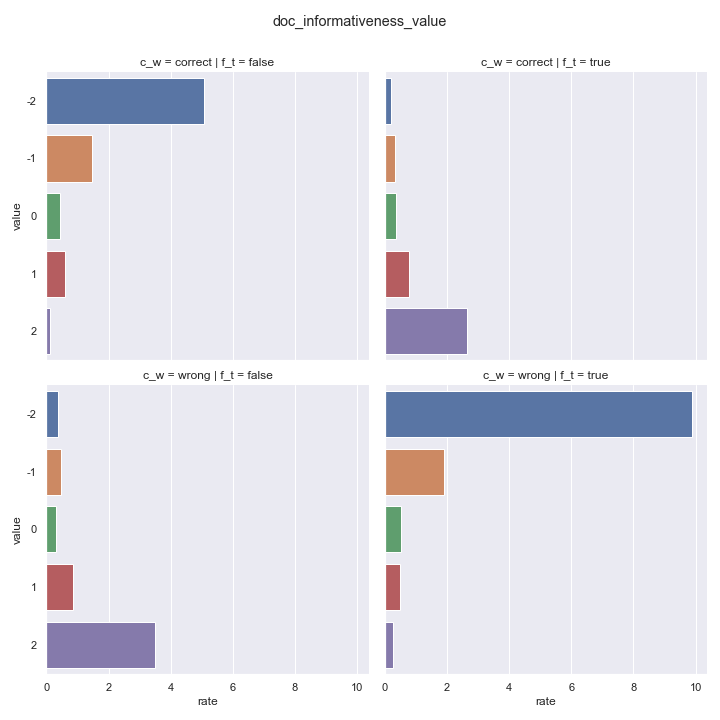 doc_informativeness_value
c_w = correct | f_t = false
c_w = correct | f_t = true
-2
-1
0
1
2
value
c_w = wrong | f_t = false
c_w = wrong | f_t = true
-2
-1
0
1
2
value
0 2 4 6 8 10
0 2 4 6 8 10
rate
rate